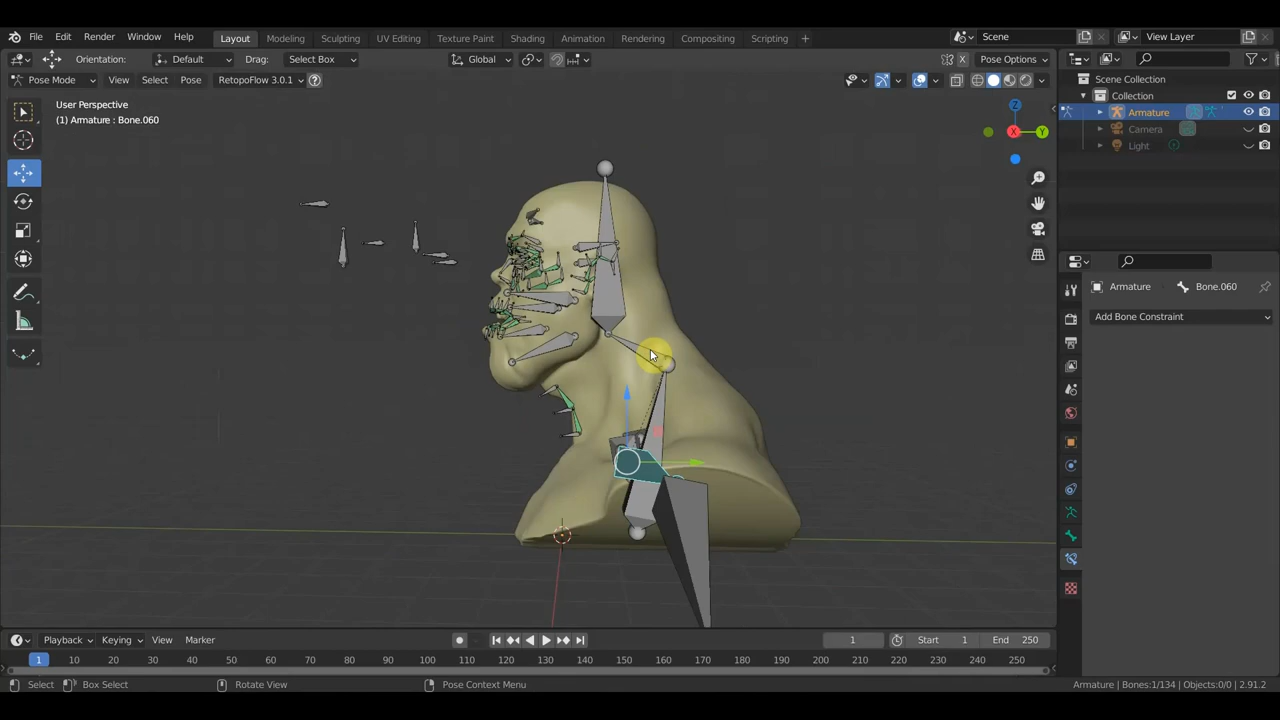 File Edit Render Window Help Layout Modeling Sculpting UV Editing Texture Paint Shading Animation Rendering Compositing Scripting + Scene View Layer
Orientation: Default Drag: Select Box Global Pose Options
Pose Mode View Select Pose RetopoFlow 3.0.1
User Perspective
(1) Armature : Bone.060
Z
X
Y
Scene Collection
Collection
Armature
Camera
Light
Armature Bone.060
Add Bone Constraint
Playback Keying View Marker 1 Start 1 End 250
1 10 20 30 40 50 60 70 80 90 100 110 120 130 140 150 160 170 180 190 200 210 220 230 240 250
Select Box Select Rotate View Pose Context Menu Armature | Bones:1/134 | Objects:0/0 | 2.91.2